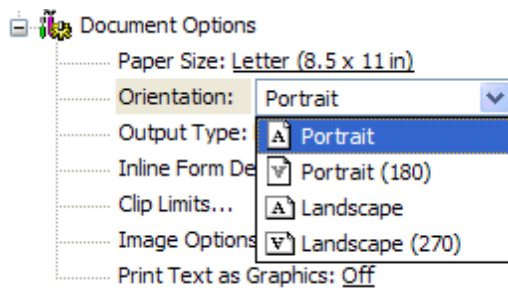 Document Options
Paper Size: Letter (8.5 x 11 in)
Orientation: Portrait
Output Type: A Portrait
Inline Form De A Portrait (180)
Clip Limits... A Landscape
Image Options A Landscape (270)
Print Text as Graphics: Off